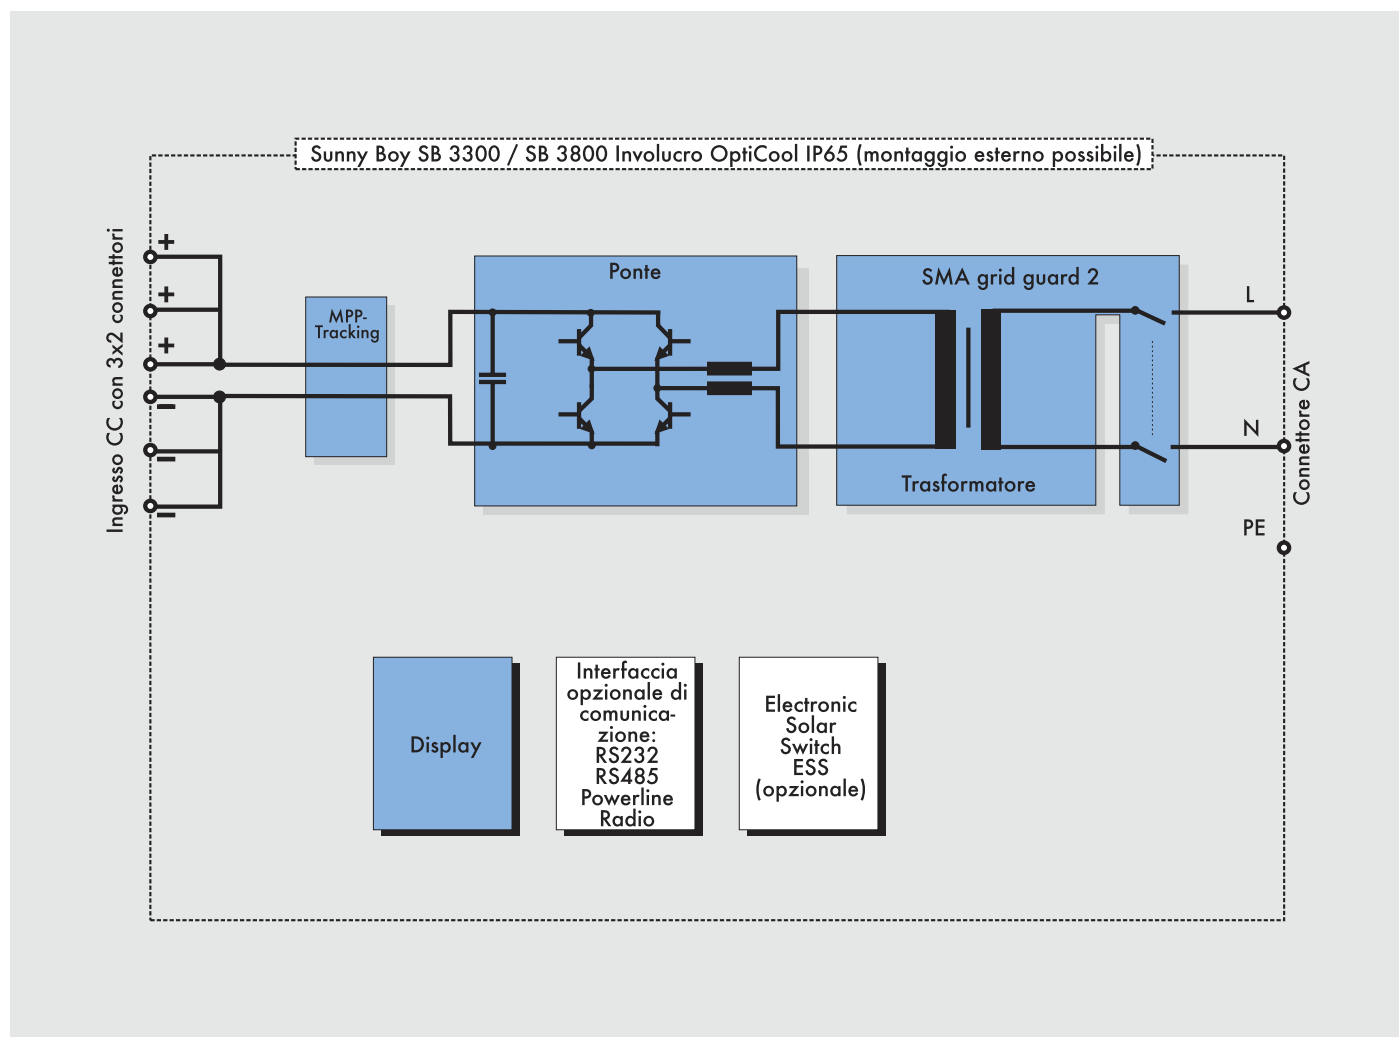 Sunny Boy SB 3300 / SB 3800 Involucro OptiCool IP65 (montaggio esterno possibile)
Ingresso CC con 3x2 connettori
+
+
+
–
–
–
MPP-
Tracking
Ponte
SMA grid guard 2
Trasformatore
L
N
PE
Connettore CA
Display
Interfaccia
opzionale di
comunica-
zione:
RS232
RS485
Powerline
Radio
Electronic
Solar
Switch
ESS
(opzionale)